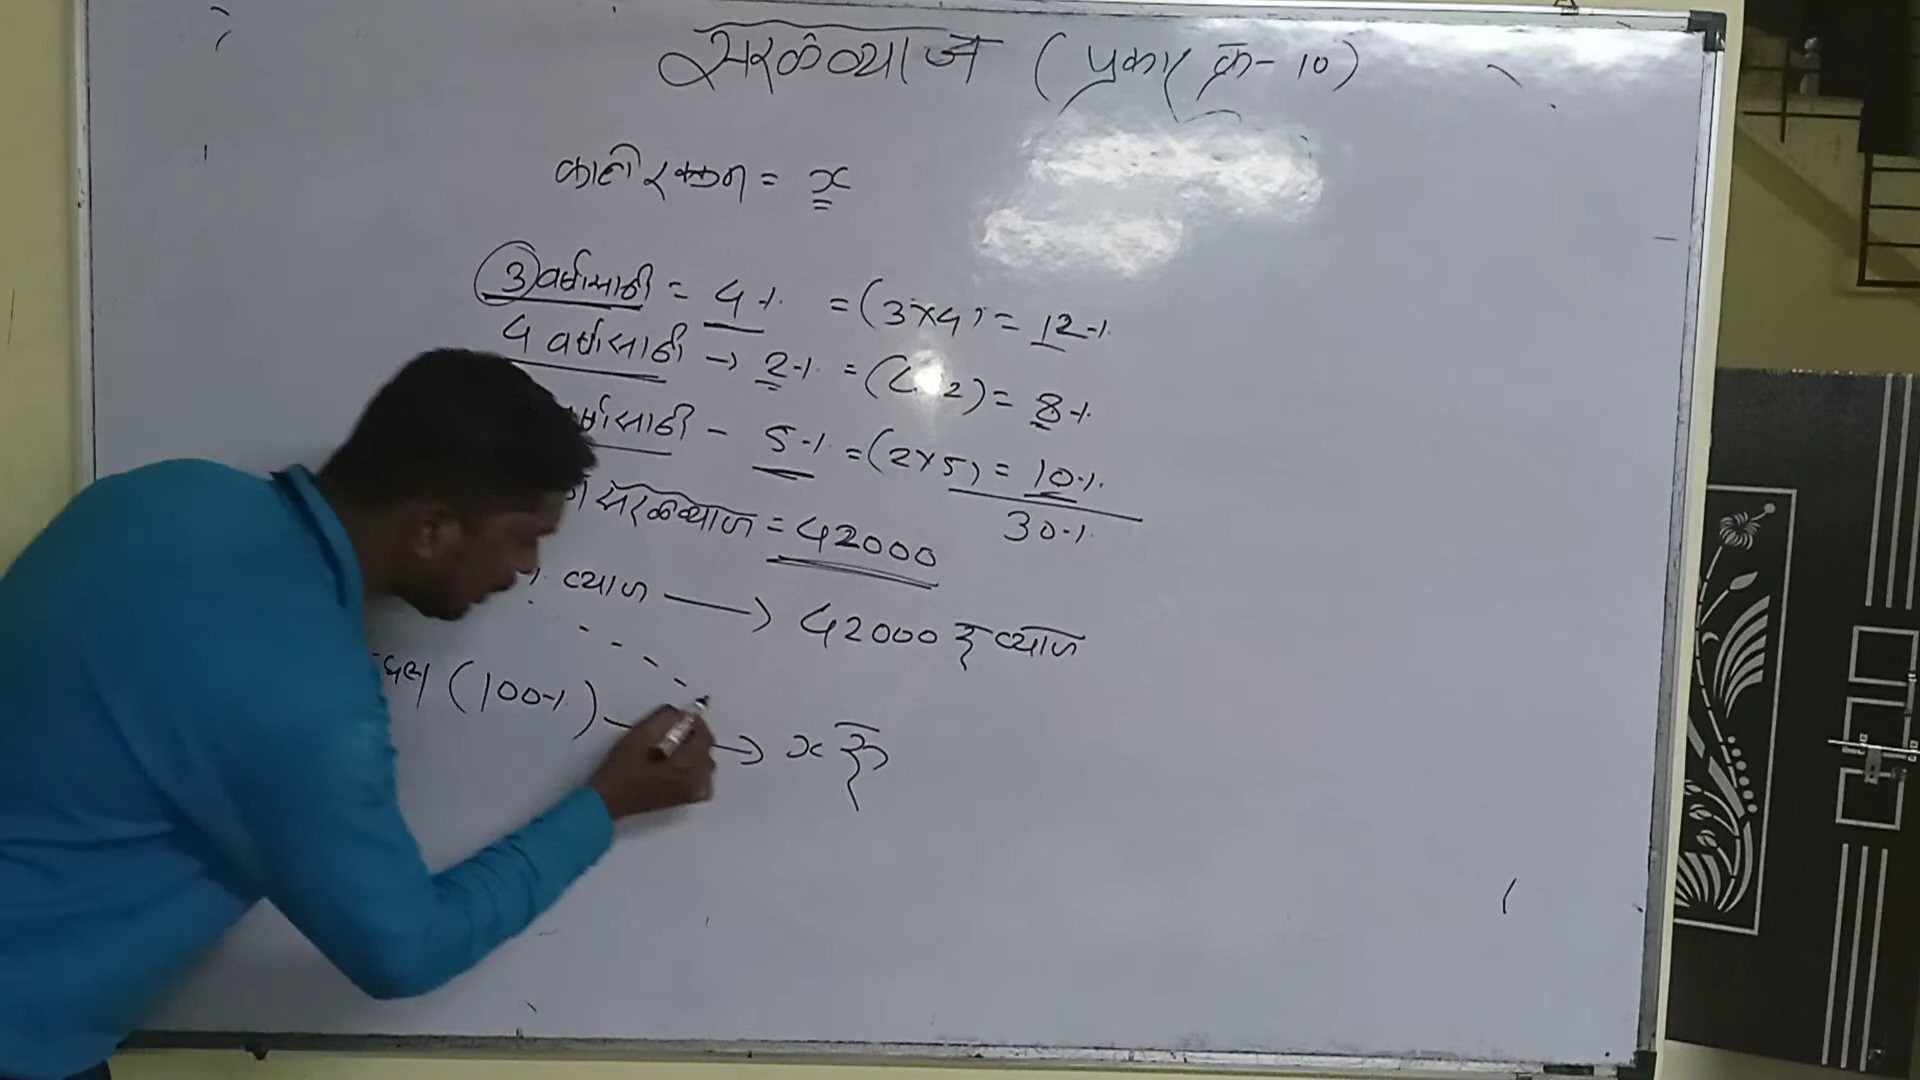 सरळव्याज (प्रकार क्र- 10)
काही रक्कम = x
3 वर्षासाठी = 4% = (3×4) = 12%
4 वर्षासाठी → 2% = (4 2) = 8%
वर्षासाठी - 5% = (2×5) = 10%
30%
सरळव्याज = 42000
व्याज → 42000 रु व्याज
(100%) → x रु